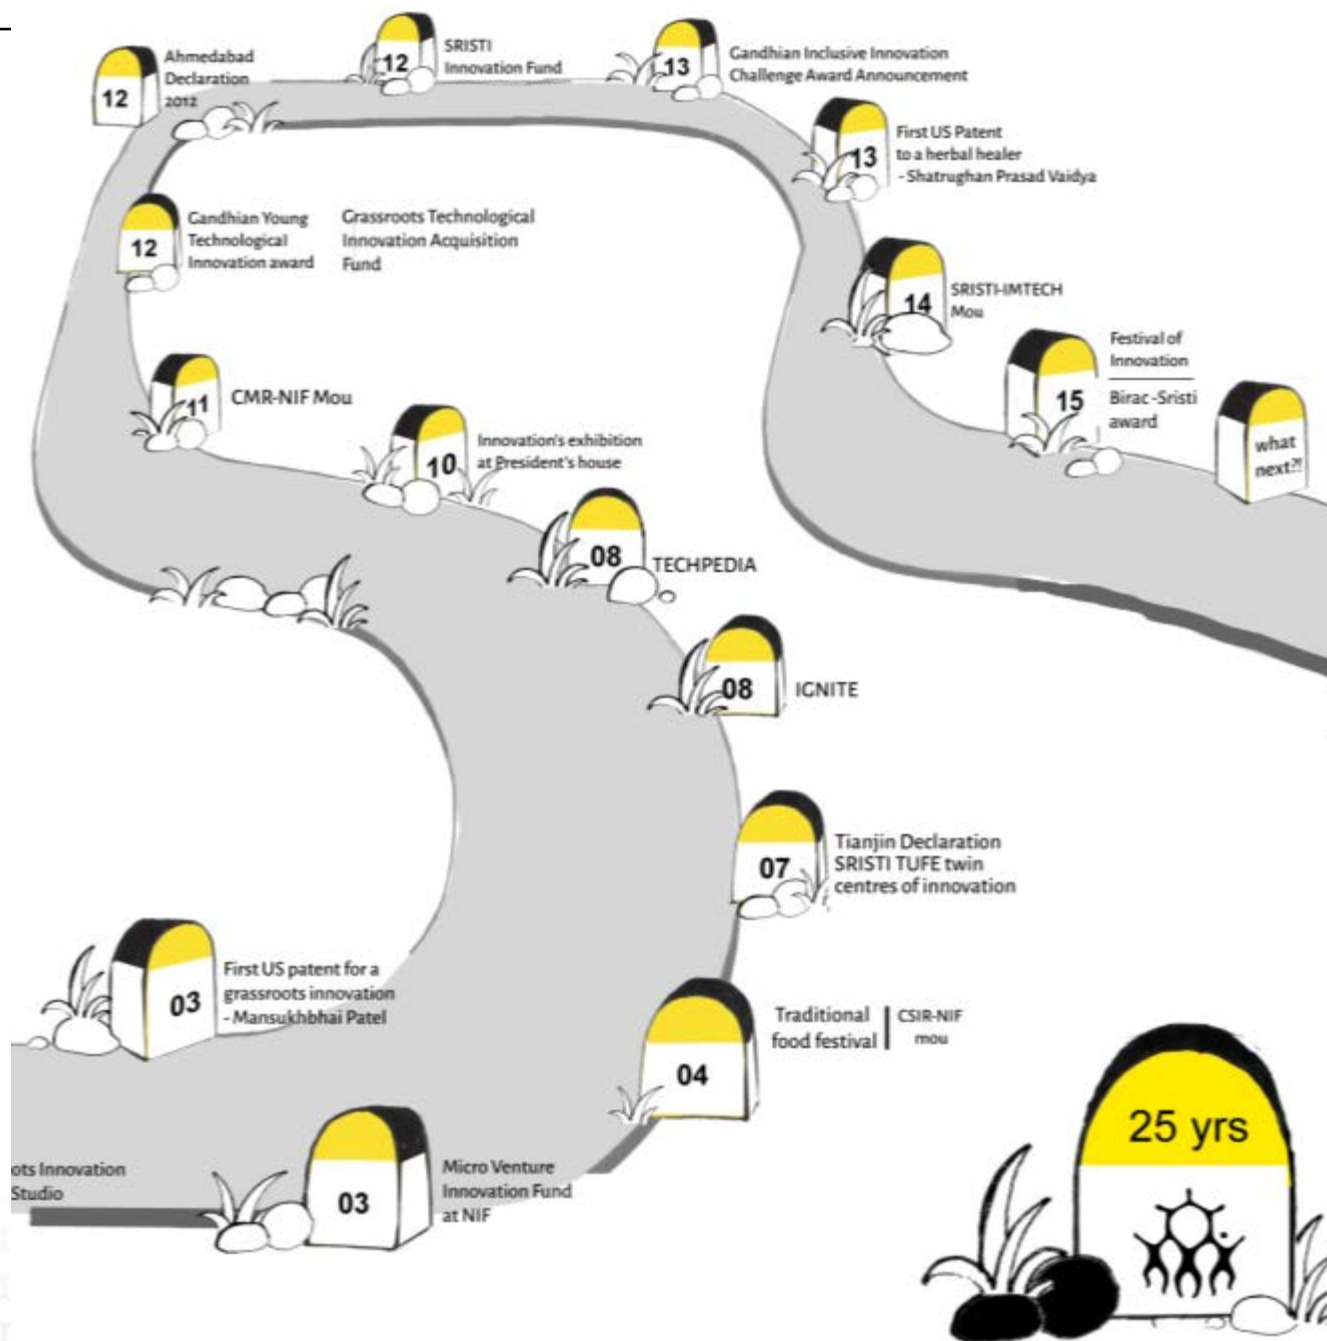 12
Ahmedabad
Declaration
2012
12
SRISTI
Innovation Fund
13
Gandhian Inclusive Innovation
Challenge Award Announcement
13
First US Patent
to a herbal healer
- Shatrughan Prasad Vaidya
12
Gandhian Young
Technological
Innovation award
Grassroots Technological
Innovation Acquisition
Fund
14
SRISTI-IMTECH
Mou
15
Festival of
Innovation
Birac-Sristi
award
what
next?!
11
CMR-NIF Mou
10
Innovation's exhibition
at President's house
08
TECHPEDIA
08
IGNITE
07
Tianjin Declaration
SRISTI TUFE twin
centres of innovation
03
First US patent for a
grassroots innovation
- Mansukhbhai Patel
04
Traditional
food festival
CSIR-NIF
mou
25 yrs
ots Innovation
Studio
03
Micro Venture
Innovation Fund
at NIF